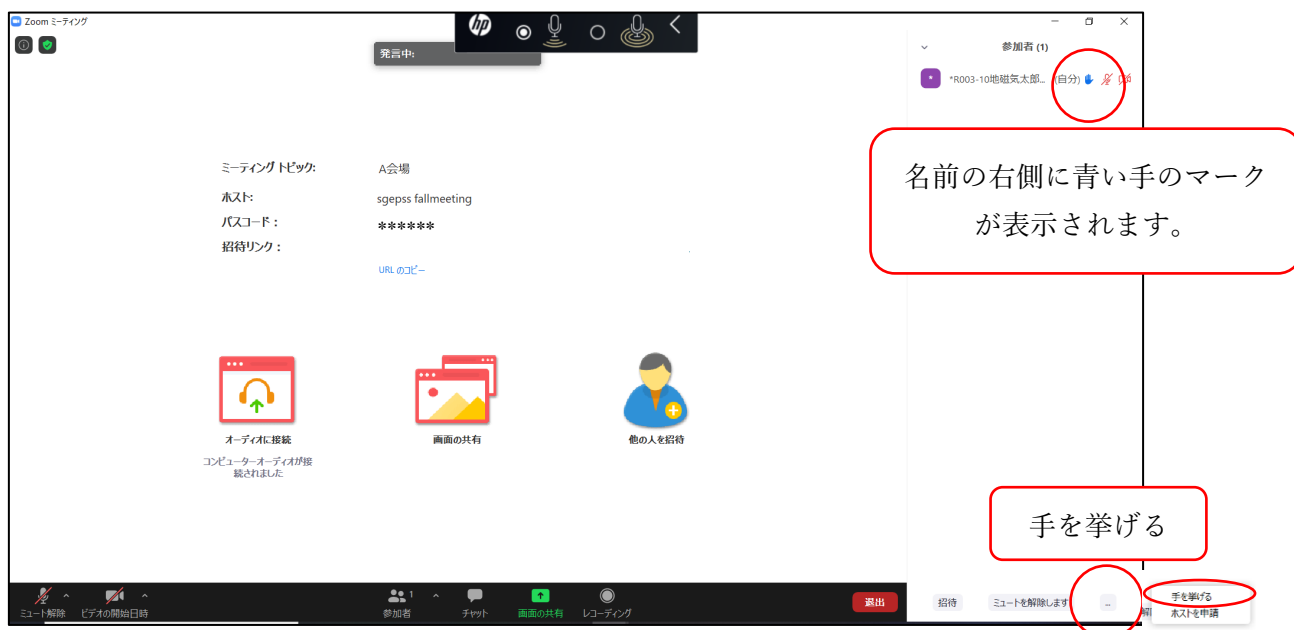 Zoom ミーティング
hp
発言中:
参加者 (1)
*R003-10地磁気太郎... (自分)
名前の右側に青い手のマーク
が表示されます。
ミーティング トピック:
A会場
ホスト:
sgepss fallmeeting
パスコード：
******
招待リンク：
URL のコピー
オーディオに接続
コンピューターオーディオが接
続されました
画面の共有
他の人を招待
手を挙げる
ミュート解除
ビデオの開始日時
1
参加者
チャット
画面の共有
レコーディング
退出
招待
ミュートを解除します
...
手を挙げる
ホストを申請